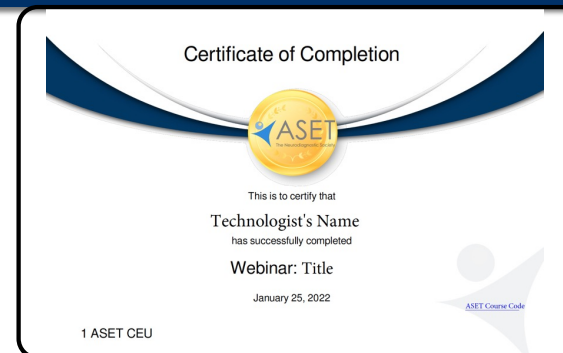 Certificate of Completion
ASET
The Neurodiagnostic Society
This is to certify that
Technologist's Name
has successfully completed
Webinar: Title
January 25, 2022
ASET Course Code
1 ASET CEU